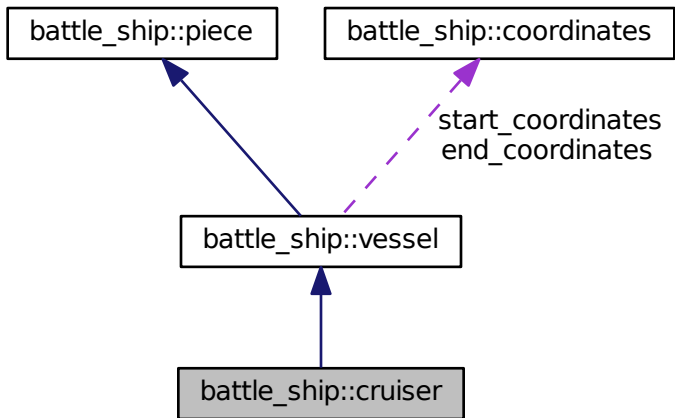 battle_ship::piece
battle_ship::coordinates
start_coordinates
end_coordinates
battle_ship::vessel
battle_ship::cruiser